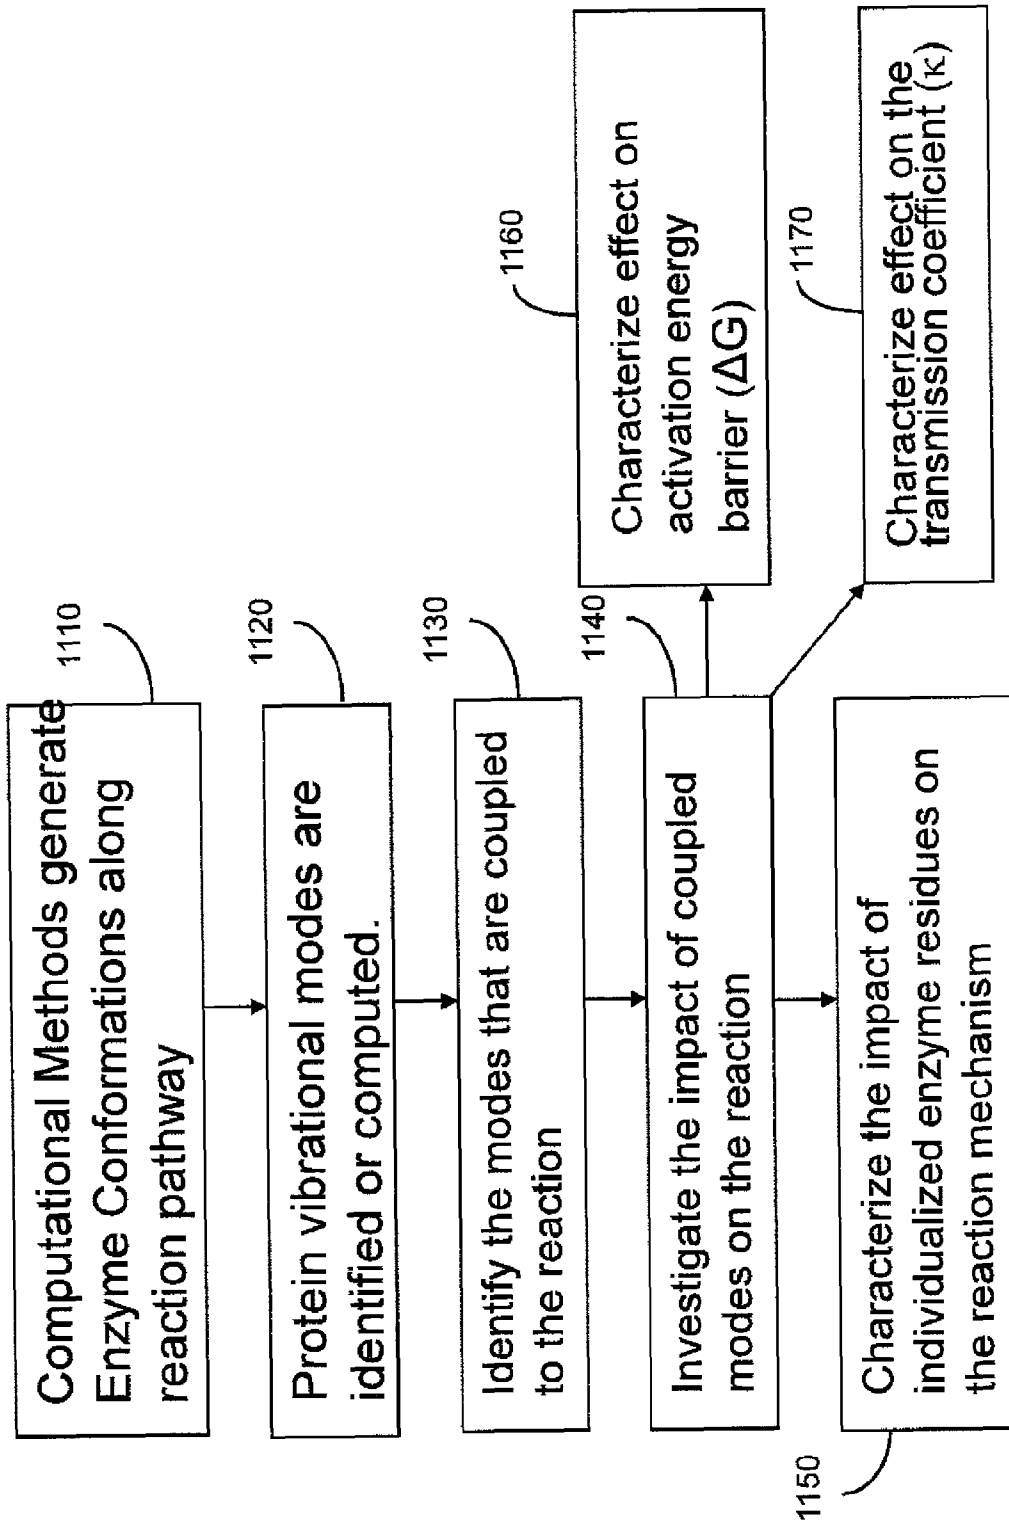 Computational Methods generate
Enzyme Conformations along
reaction pathway
1110
Protein vibrational modes are
identified or computed.
1120
Identify the modes that are coupled
to the reaction
1130
Investigate the impact of coupled
modes on the reaction
1140
Characterize the impact of
individualized enzyme residues on
the reaction mechanism
1150
Characterize effect on
activation energy
barrier (ΔG)
1160
Characterize effect on the
transmission coefficient (κ)
1170